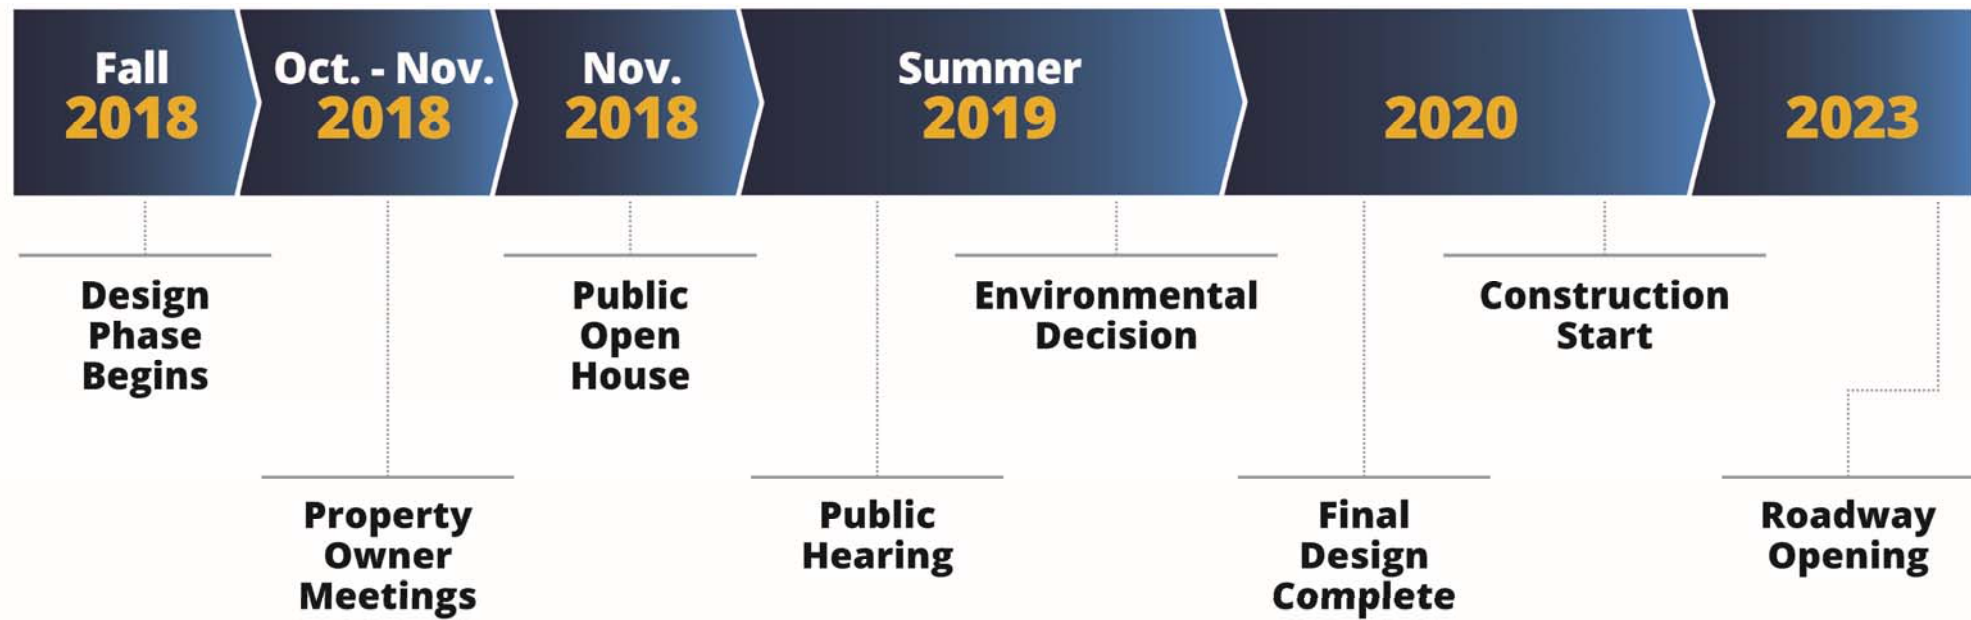 Fall
2018
Oct. - Nov.
2018
Nov.
2018
Summer
2019
2020
2023
Design
Phase
Begins
Property
Owner
Meetings
Public
Open
House
Public
Hearing
Environmental
Decision
Final
Design
Complete
Construction
Start
Roadway
Opening